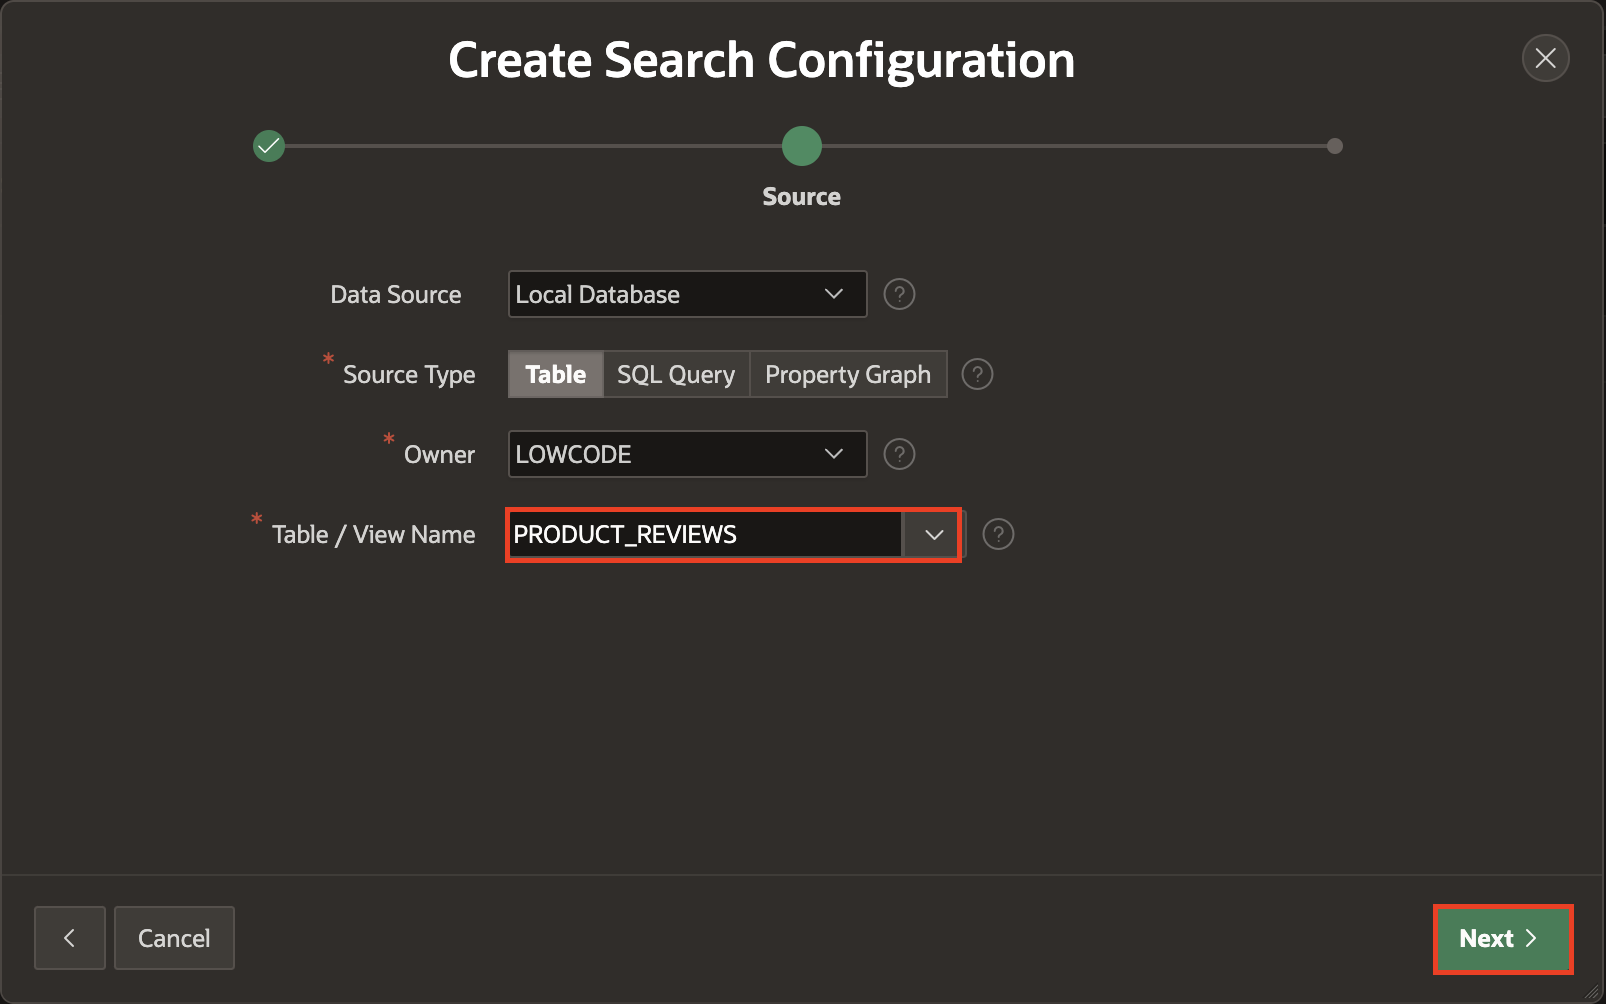 Create Search Configuration
Source
Data Source Local Database ?
* Source Type Table SQL Query Property Graph ?
* Owner LOWCODE ?
* Table / View Name PRODUCT_REVIEWS ?
Cancel Next